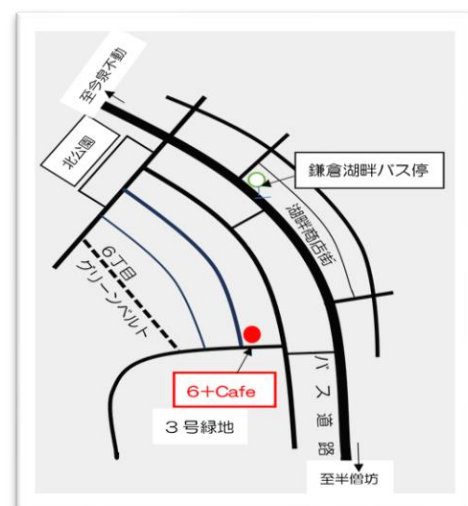 至今泉不動
北公園
鎌倉湖畔バス停
湖畔商店街
6丁目
グリーンベルト
6+Cafe
3号緑地
バス道路
至半僧坊